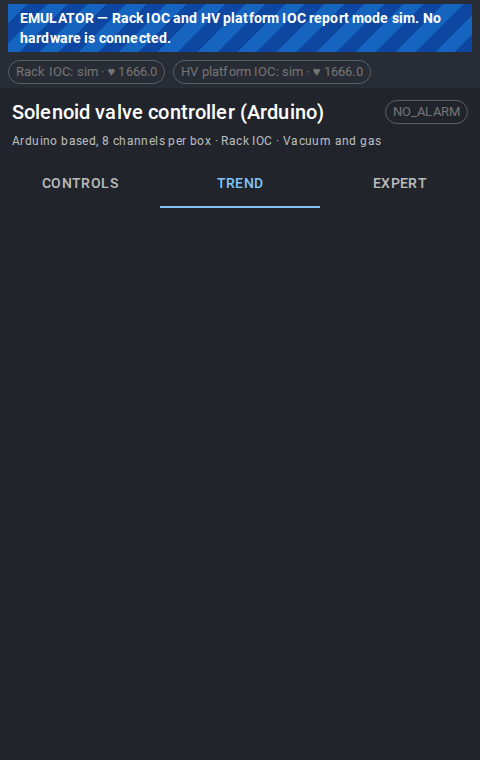 EMULATOR — Rack IOC and HV platform IOC report mode sim. No
hardware is connected.
Rack IOC: sim · ♥ 1666.0
HV platform IOC: sim · ♥ 1666.0
Solenoid valve controller (Arduino)
NO_ALARM
Arduino based, 8 channels per box · Rack IOC · Vacuum and gas
CONTROLS
TREND
EXPERT